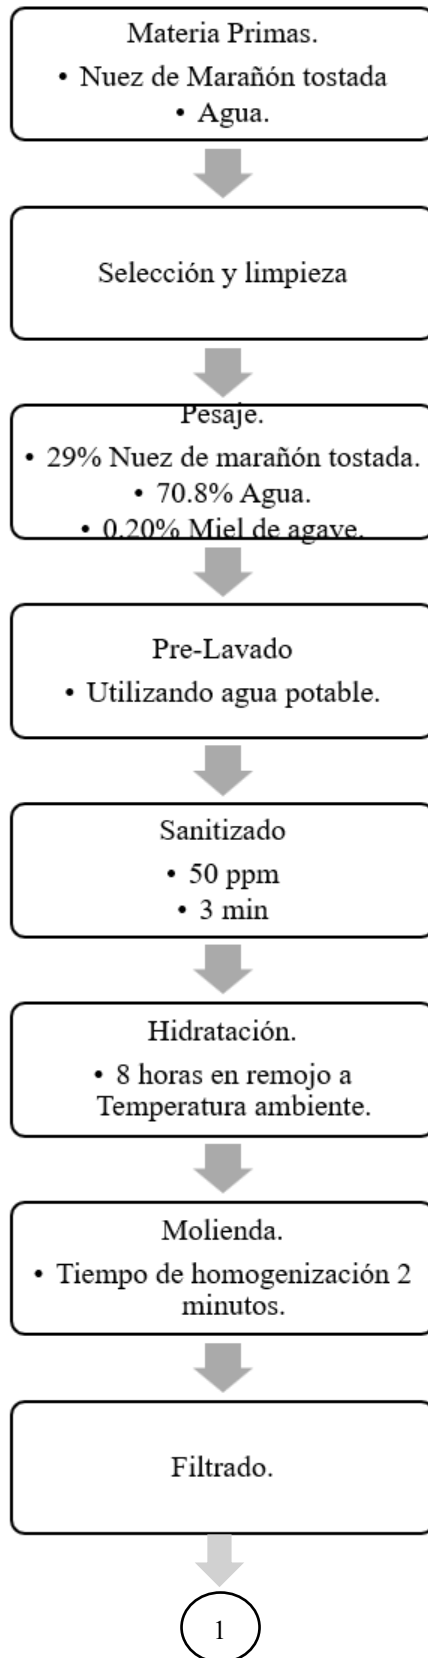 Materia Primas.
• Nuez de Marañón tostada
• Agua.
Selección y limpieza
Pesaje.
• 29% Nuez de marañón tostada.
• 70.8% Agua.
• 0.20% Miel de agave.
Pre-Lavado
• Utilizando agua potable.
Sanitizado
• 50 ppm
• 3 min
Hidratación.
• 8 horas en remojo a
Temperatura ambiente.
Molienda.
• Tiempo de homogenización 2
minutos.
Filtrado.
1